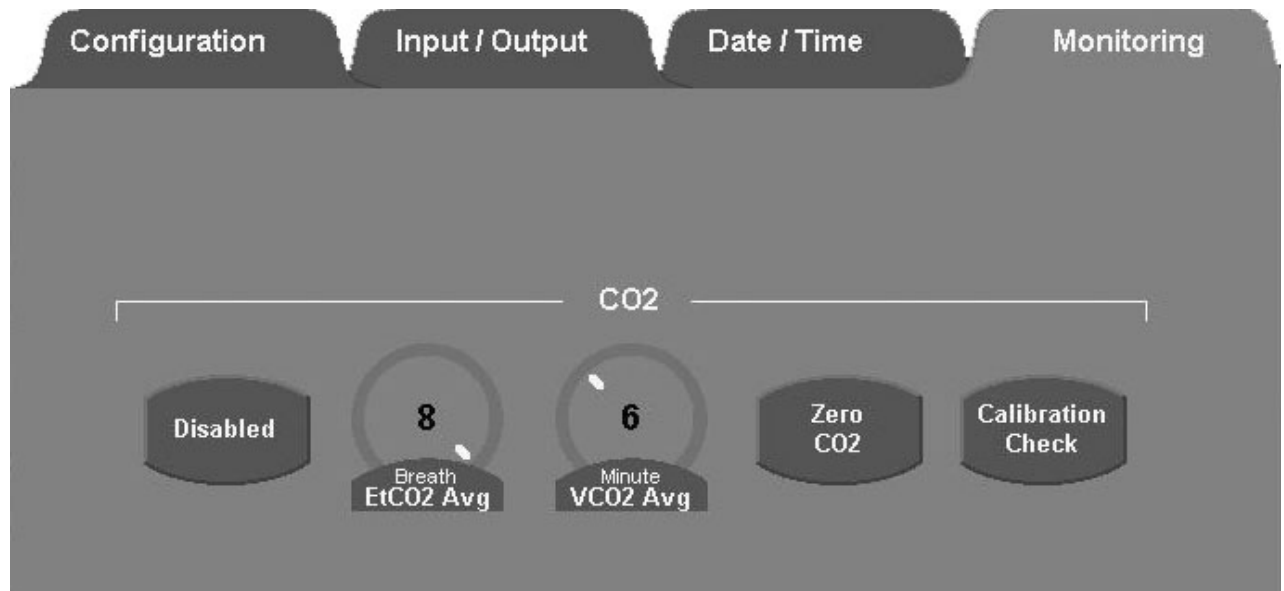 Configuration
Input / Output
Date / Time
Monitoring
CO2
Disabled
8
Breath
EtCO2 Avg
6
Minute
VCO2 Avg
Zero
CO2
Calibration
Check